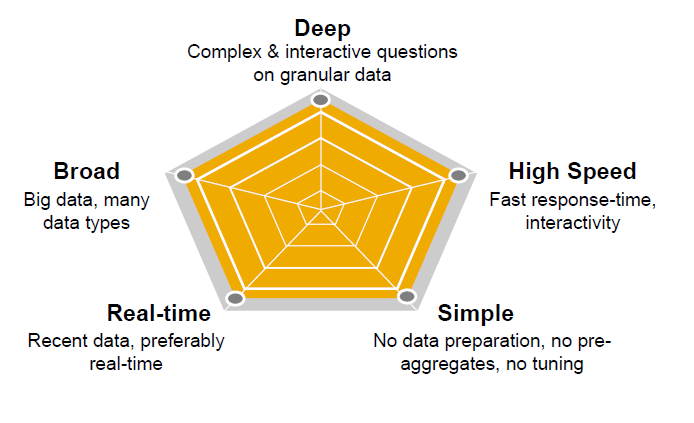 Deep
Complex & interactive questions
on granular data
Broad
Big data, many
data types
High Speed
Fast response-time,
interactivity
Real-time
Recent data, preferably
real-time
Simple
No data preparation, no pre-
aggregates, no tuning